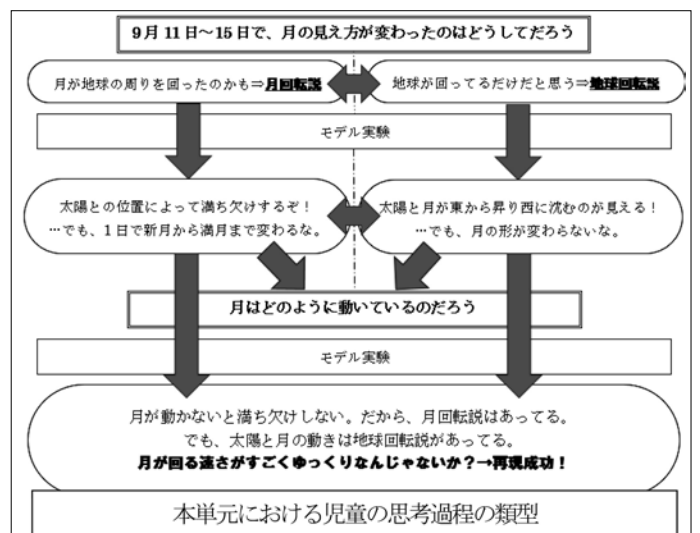 9月11日～15日で、月の見え方が変わったのはどうしてだろう
月が地球の周りを回ったのかも⇒月回転説
地球が回ってるだけだと思う⇒地球回転説
モデル実験
太陽との位置によって満ち欠けするぞ！
…でも、1日で新月から満月まで変わるな。
太陽と月が東から昇り西に沈むのが見える！
…でも、月の形が変わらないな。
月はどのように動いているのだろう
モデル実験
月が動かないと満ち欠けしない。だから、月回転説はあってる。
でも、太陽と月の動きは地球回転説があってる。
月が回る速さがすごくゆっくりなんじゃないか？→再現成功！
本単元における児童の思考過程の類型